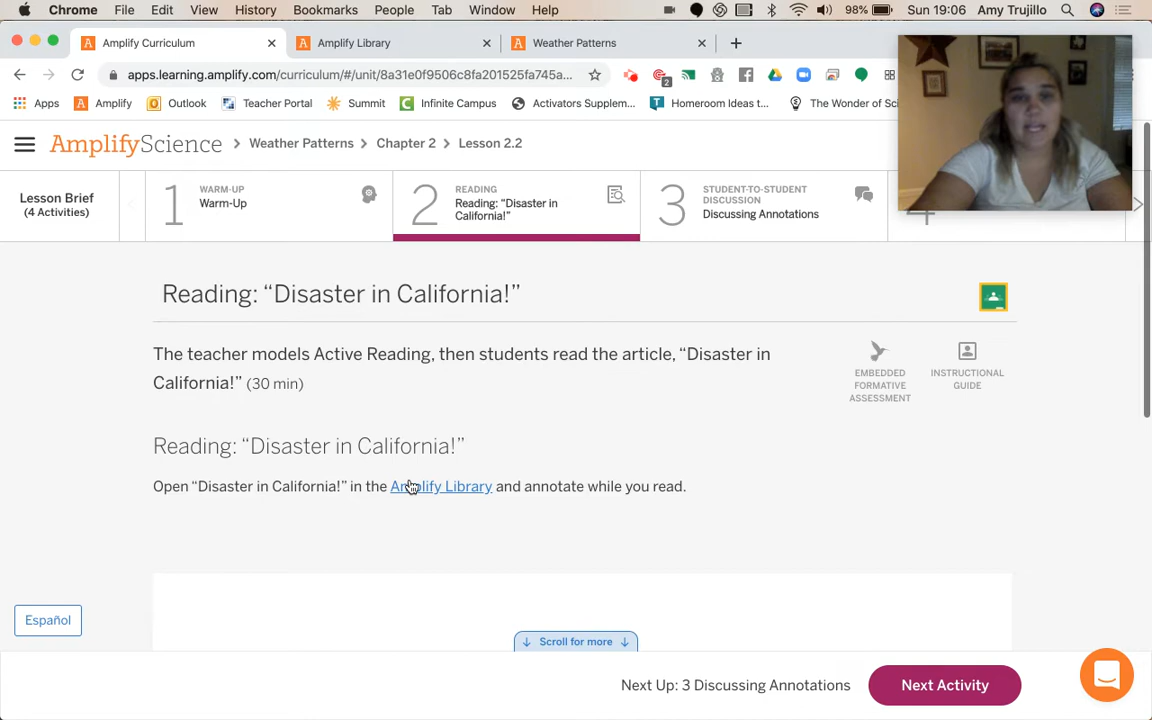 Chrome File Edit View History Bookmarks People Tab Window Help 98% Sun 19:06 Amy Trujillo
Amplify Curriculum Amplify Library Weather Patterns
apps.learning.amplify.com/curriculum/#/unit/8a31e0f9506c8fa201525fa745a...
2
Apps Amplify Outlook Teacher Portal Summit Infinite Campus Activators Supplem... Homeroom Ideas t... The Wonder of Sci
AmplifyScience > Weather Patterns > Chapter 2 > Lesson 2.2
Lesson Brief
(4 Activities)
1
WARM-UP
Warm-Up
2
READING
Reading: “Disaster in
California!”
3
STUDENT-TO-STUDENT
DISCUSSION
Discussing Annotations
4
Reading: “Disaster in California!”
The teacher models Active Reading, then students read the article, “Disaster in
California!” (30 min)
EMBEDDED
FORMATIVE
ASSESSMENT
INSTRUCTIONAL
GUIDE
Reading: “Disaster in California!”
Open “Disaster in California!” in the Amplify Library and annotate while you read.
Español
Scroll for more
Next Up: 3 Discussing Annotations
Next Activity